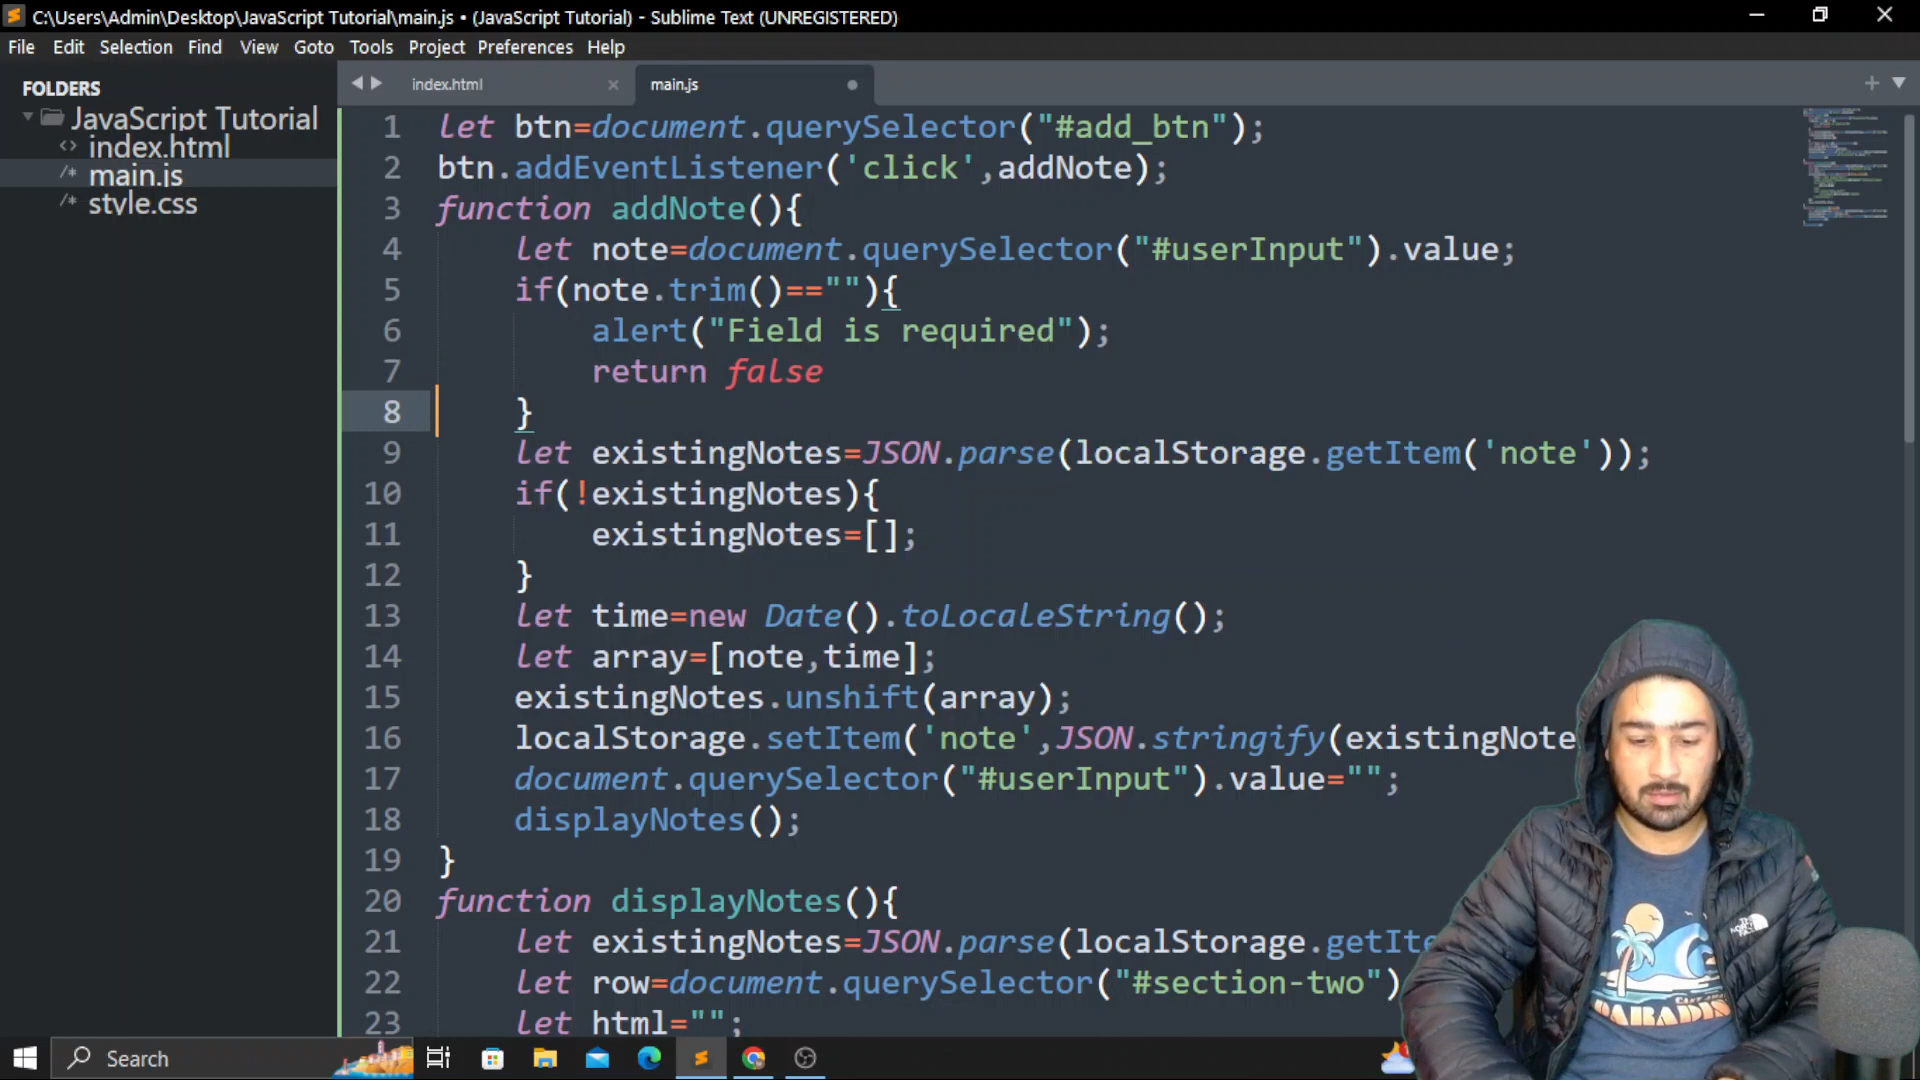 C:\Users\Admin\Desktop\JavaScript Tutorial\main.js • (JavaScript Tutorial) - Sublime Text (UNREGISTERED)
File Edit Selection Find View Goto Tools Project Preferences Help
FOLDERS
JavaScript Tutorial
<> index.html
/* main.js
/* style.css
index.html × main.js
1 let btn=document.querySelector("#add_btn");
2 btn.addEventListener('click',addNote);
3 function addNote(){
4 let note=document.querySelector("#userInput").value;
5 if(note.trim()==""){
6 alert("Field is required");
7 return false
8 }
9 let existingNotes=JSON.parse(localStorage.getItem('note'));
10 if(!existingNotes){
11 existingNotes=[];
12 }
13 let time=new Date().toLocaleString();
14 let array=[note,time];
15 existingNotes.unshift(array);
16 localStorage.setItem('note',JSON.stringify(existingNote
17 document.querySelector("#userInput").value="";
18 displayNotes();
19 }
20 function displayNotes(){
21 let existingNotes=JSON.parse(localStorage.getIte
22 let row=document.querySelector("#section-two")
23 let html="";
THE NORTH FACE
PARADIS
Search